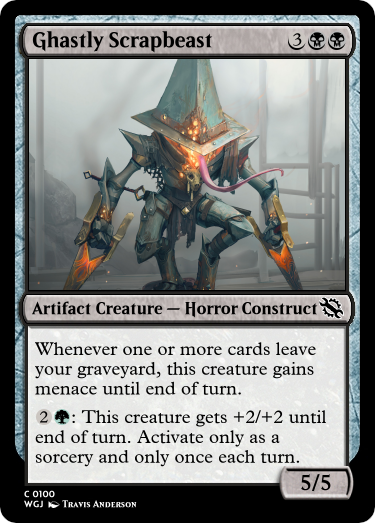 Ghastly Scrapbeast 3
Artifact Creature — Horror Construct
Whenever one or more cards leave
your graveyard, this creature gains
menace until end of turn.
2 : This creature gets +2/+2 until
end of turn. Activate only as a
sorcery and only once each turn.
5/5
C 0100
WGJ Travis Anderson